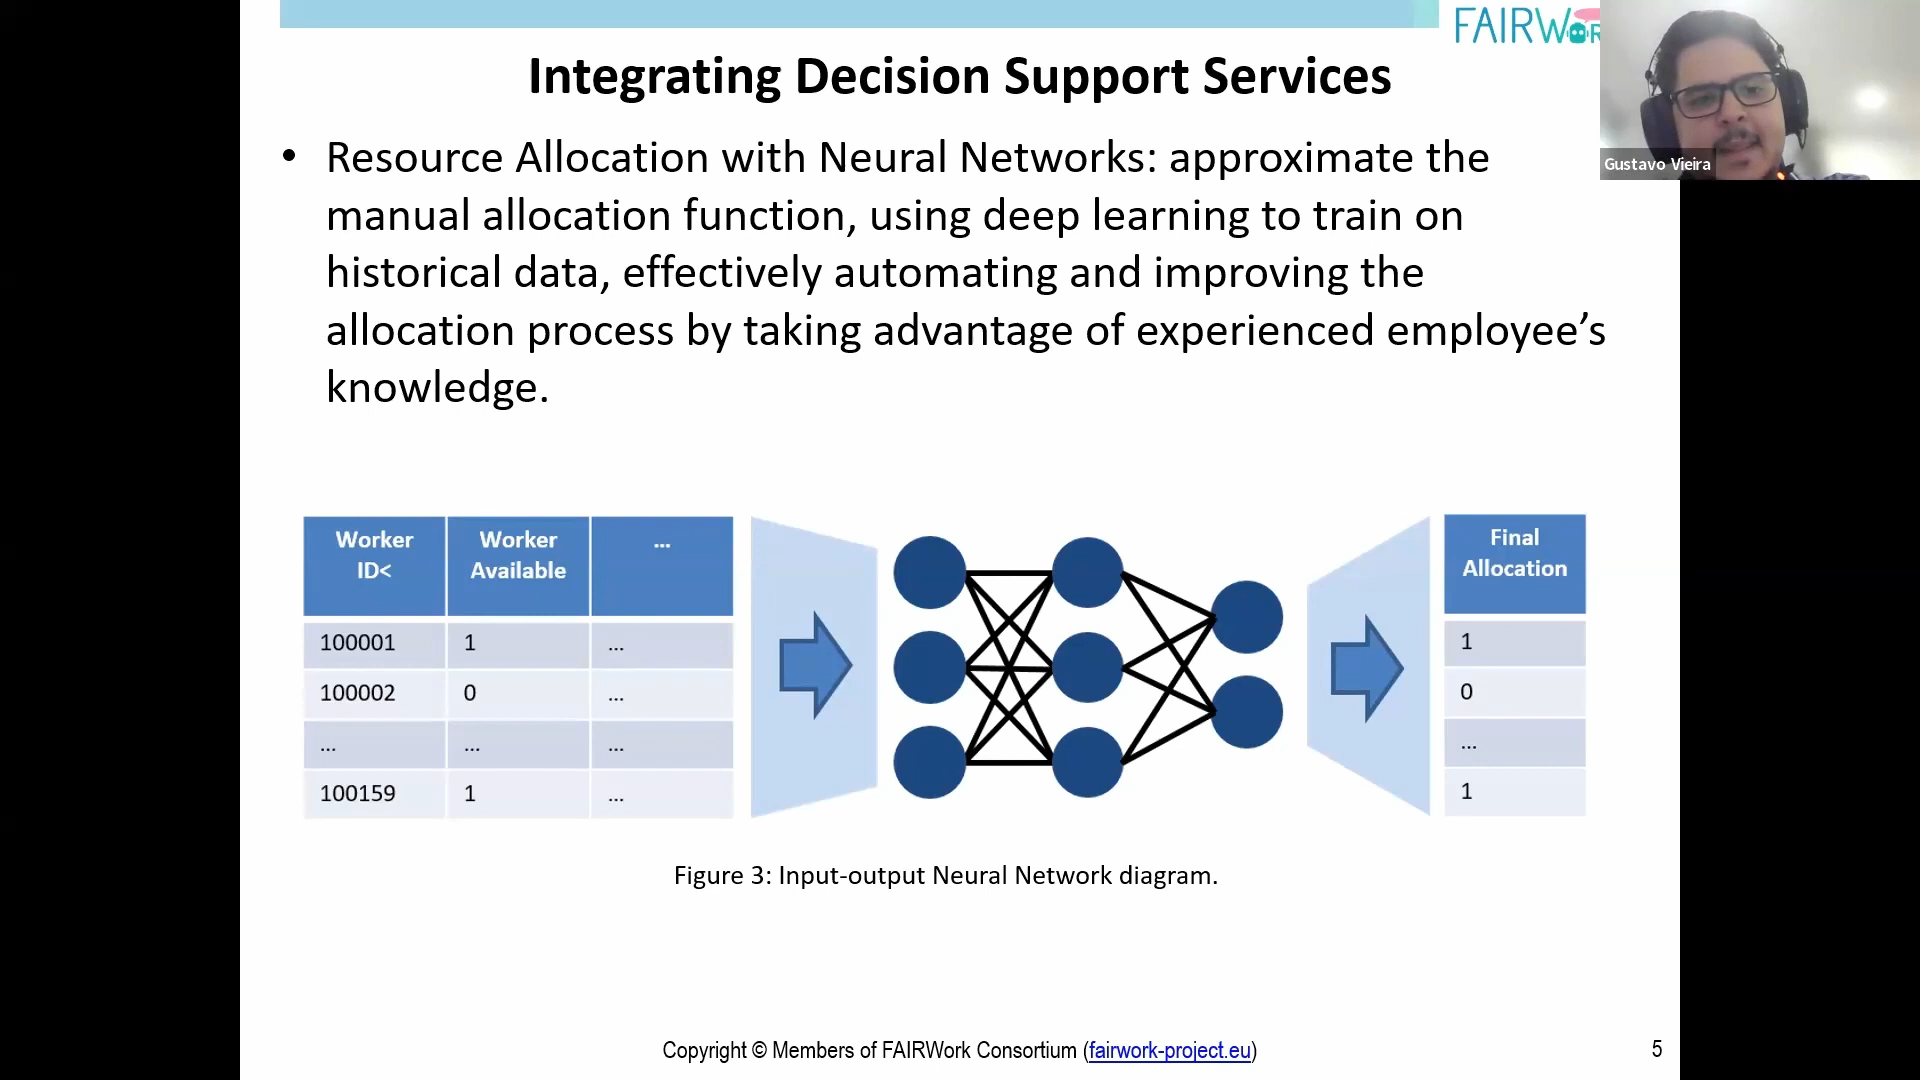 FAIRWOR
Integrating Decision Support Services
Gustavo Vieira
• Resource Allocation with Neural Networks: approximate the
manual allocation function, using deep learning to train on
historical data, effectively automating and improving the
allocation process by taking advantage of experienced employee’s
knowledge.
Worker ID< Worker Available ...
100001 1 ...
100002 0 ...
... ... ...
100159 1 ...
Final Allocation
1
0
...
1
Figure 3: Input-output Neural Network diagram.
Copyright © Members of FAIRWork Consortium (fairwork-project.eu)
5